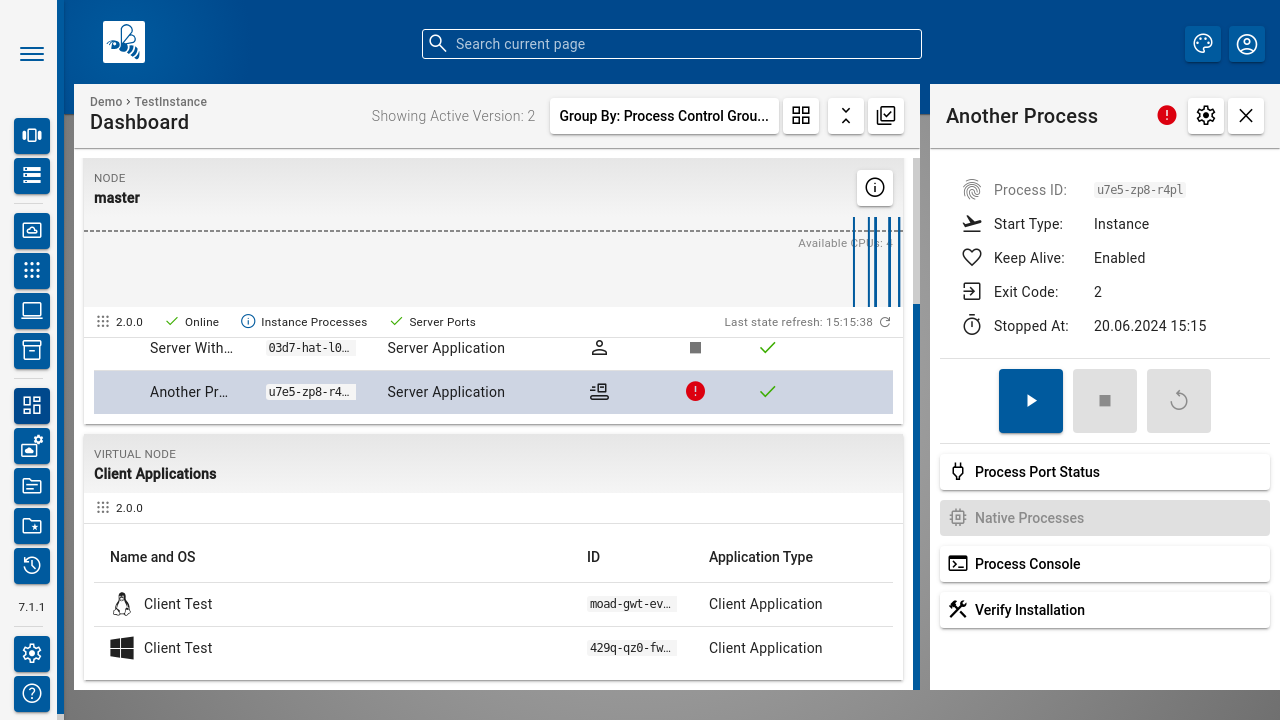 Search current page
Demo › TestInstance
Dashboard
Showing Active Version: 2
Group By: Process Control Grou...
NODE
master
Available CPUs: 4
2.0.0
Online
Instance Processes
Server Ports
Last state refresh: 15:15:38
Server With… 03d7-hat-l0… Server Application
Another Pr… u7e5-zp8-r4… Server Application
VIRTUAL NODE
Client Applications
2.0.0
Name and OS ID Application Type
Client Test moad-gwt-ev… Client Application
Client Test 429q-qz0-fw… Client Application
7.1.1
Another Process
Process ID: u7e5-zp8-r4pl
Start Type: Instance
Keep Alive: Enabled
Exit Code: 2
Stopped At: 20.06.2024 15:15
Process Port Status
Native Processes
Process Console
Verify Installation